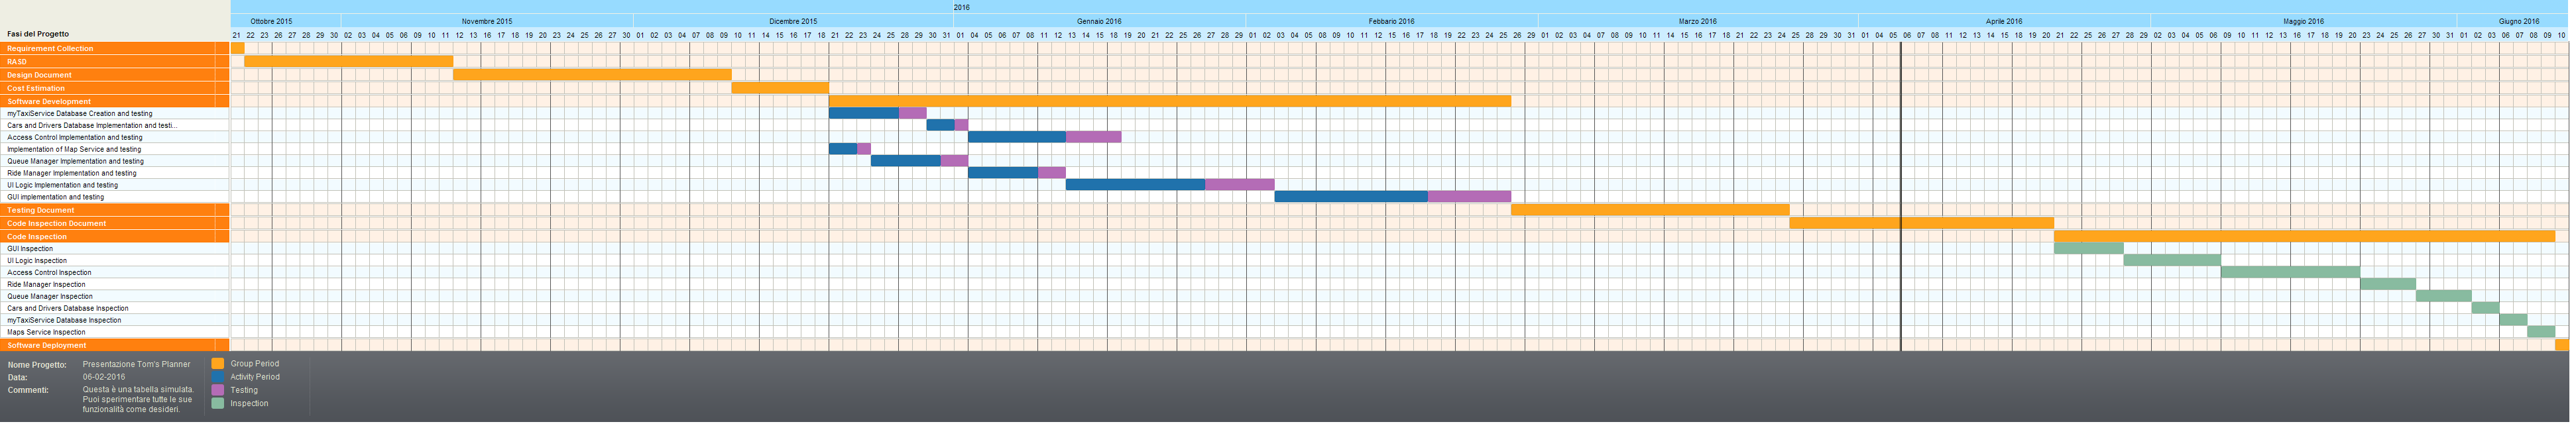 2016
Ottobre 2015 Novembre 2015 Dicembre 2015 Gennaio 2016 Febbario 2016 Marzo 2016 Aprile 2016 Maggio 2016 Giugno 2016
Fasi del Progetto
21 22 23 26 27 28 29 30 02 03 04 05 06 09 10 11 12 13 16 17 18 19 20 23 24 25 26 27 30 01 02 03 04 07 08 09 10 11 14 15 16 17 18 21 22 23 24 25 28 29 30 31 01 04 05 06 07 08 11 12 13 14 15 18 19 20 21 22 25 26 27 28 29 01 02 03 04 05 08 09 10 11 12 15 16 17 18 19 22 23 24 25 26 29 01 02 03 04 07 08 09 10 11 14 15 16 17 18 21 22 23 24 25 28 29 30 31 01 04 05 06 07 08 11 12 13 14 15 18 19 20 21 22 25 26 27 28 29 02 03 04 05 06 09 10 11 12 13 16 17 18 19 20 23 24 25 26 27 30 31 01 02 03 06 07 08 09 10
Requirement Collection
RASD
Design Document
Cost Estimation
Software Development
myTaxiService Database Creation and testing
Cars and Drivers Database Implementation and testi...
Access Control Implementation and testing
Implementation of Map Service and testing
Queue Manager Implementation and testing
Ride Manager Implementation and testing
UI Logic Implementation and testing
GUI implementation and testing
Testing Document
Code Inspection Document
Code Inspection
GUI Inspection
UI Logic Inspection
Access Control Inspection
Ride Manager Inspection
Queue Manager Inspection
Cars and Drivers Database Inspection
myTaxiService Database Inspection
Maps Service Inspection
Software Deployment
Nome Progetto: Presentazione Tom's Planner
Data: 06-02-2016
Commenti: Questa è una tabella simulata.
Puoi sperimentare tutte le sue
funzionalità come desideri.
Group Period
Activity Period
Testing
Inspection